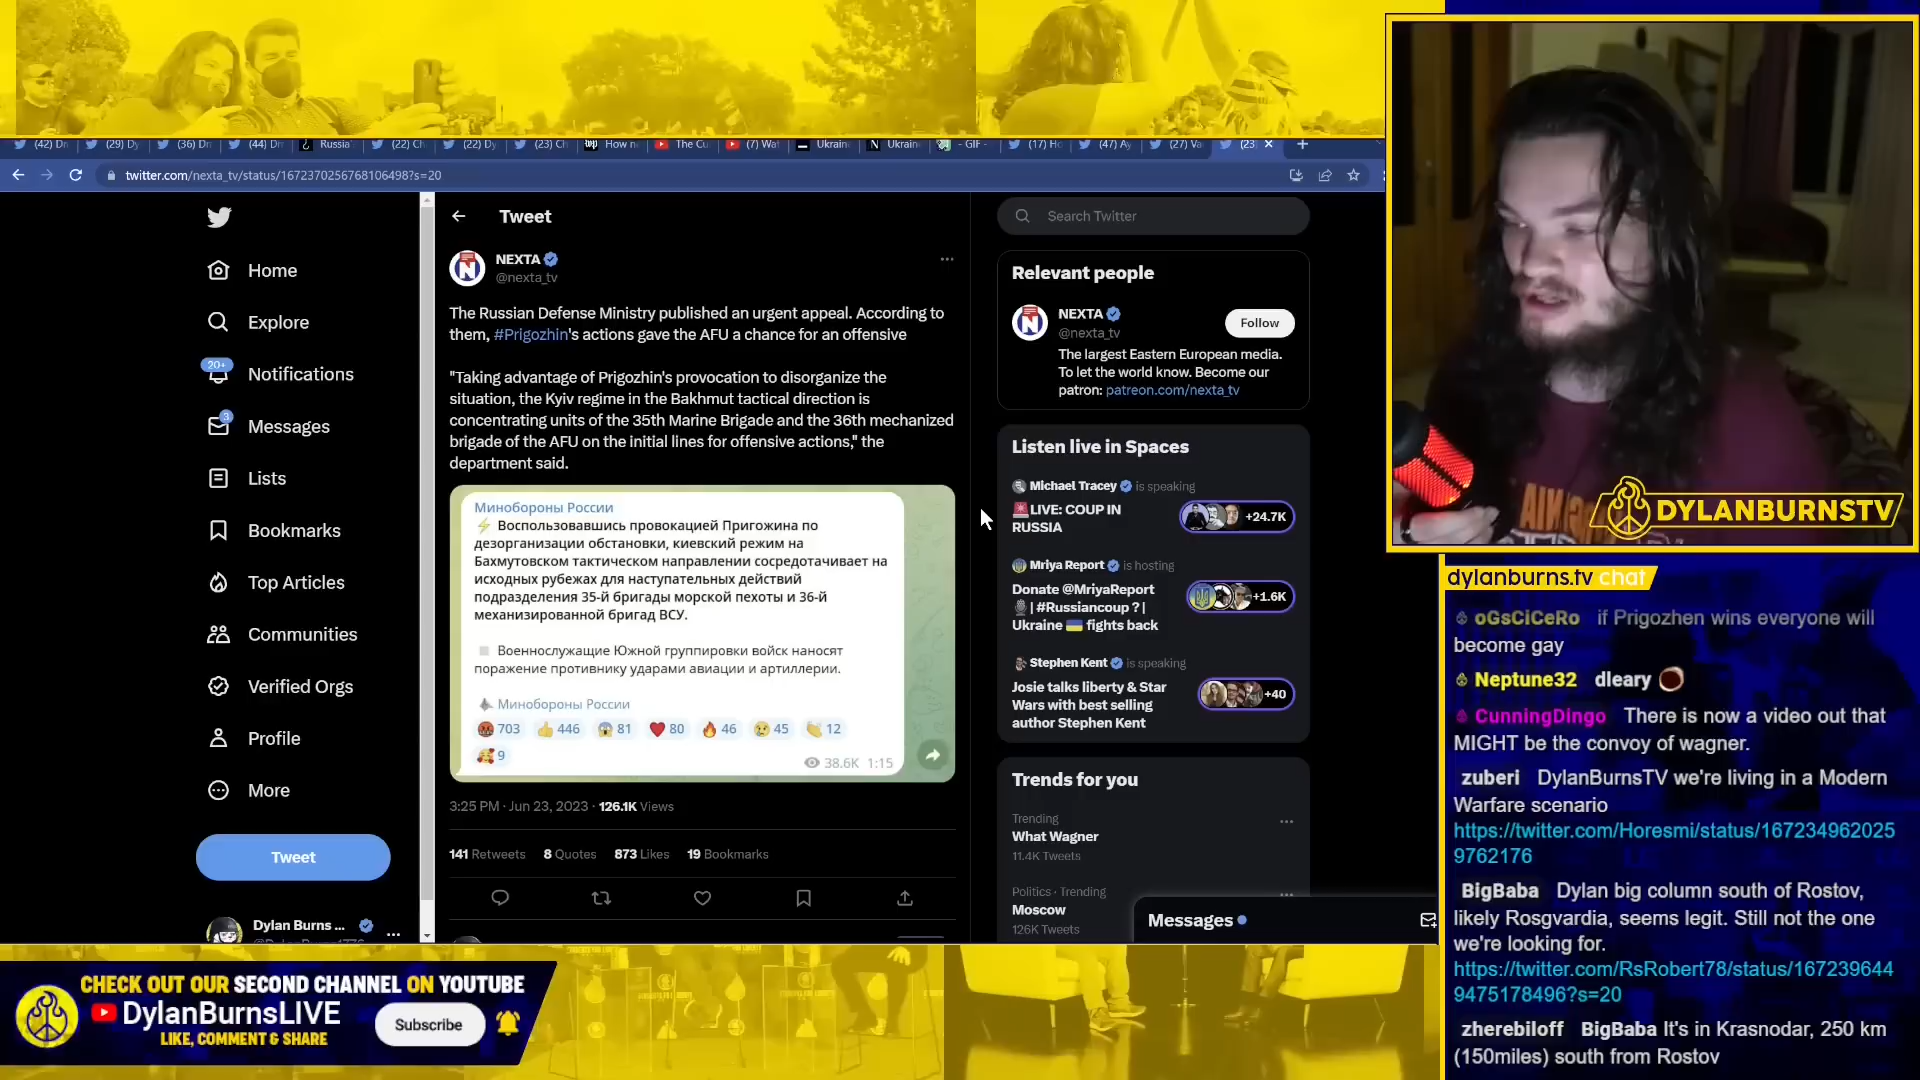 (42) Dr
(29) Dy
(36) Dr
(44) Dr
Russia'
(22) Ch
(22) Dy
(23) Ch
How n
The Cu
(7) Wa
Ukrain
Ukrain
- GIF -
(17) Ho
(47) Ay
(27) Va
(23
twitter.com/nexta_tv/status/1672370256768106498?s=20
Home
Explore
20+
Notifications
3
Messages
Lists
Bookmarks
Top Articles
Communities
Verified Orgs
Profile
More
Tweet
Dylan Burns ...
Tweet
NEXTA
@nexta_tv
The Russian Defense Ministry published an urgent appeal. According to
them, #Prigozhin's actions gave the AFU a chance for an offensive
"Taking advantage of Prigozhin's provocation to disorganize the
situation, the Kyiv regime in the Bakhmut tactical direction is
concentrating units of the 35th Marine Brigade and the 36th mechanized
brigade of the AFU on the initial lines for offensive actions," the
department said.
Минобороны России
⚡ Воспользовавшись провокацией Пригожина по
дезорганизации обстановки, киевский режим на
Бахмутском тактическом направлении сосредотачивает на
исходных рубежах для наступательных действий
подразделения 35-й бригады морской пехоты и 36-й
механизированной бригад ВСУ.
Военнослужащие Южной группировки войск наносят
поражение противнику ударами авиации и артиллерии.
Минобороны России
703 446 81 80 46 45 12
9
38.6K 1:15
3:25 PM · Jun 23, 2023 · 126.1K Views
141 Retweets 8 Quotes 873 Likes 19 Bookmarks
Search Twitter
Relevant people
NEXTA
@nexta_tv
Follow
The largest Eastern European media.
To let the world know. Become our
patron: patreon.com/nexta_tv
Listen live in Spaces
Michael Tracey is speaking
🚨LIVE: COUP IN
RUSSIA
+24.7K
Mriya Report is hosting
Donate @MriyaReport
🎙️| #Russiancoup ? |
Ukraine 🇺🇦 fights back
+1.6K
Stephen Kent is speaking
Josie talks liberty & Star
Wars with best selling
author Stephen Kent
+40
Trends for you
Trending
What Wagner
11.4K Tweets
Politics · Trending
Moscow
126K Tweets
Messages
DYLANBURNSTV
dylanburns.tv chat
oGsCiCeRo if Prigozhen wins everyone will
become gay
Neptune32 dleary
CunningDingo There is now a video out that
MIGHT be the convoy of wagner.
zuberi DylanBurnsTV we're living in a Modern
Warfare scenario
https://twitter.com/Horesmi/status/167234962025
9762176
BigBaba Dylan big column south of Rostov,
likely Rosgvardia, seems legit. Still not the one
we're looking for.
https://twitter.com/RsRobert78/status/167239644
9475178496?s=20
zherebiloff BigBaba It's in Krasnodar, 250 km
(150miles) south from Rostov
CHECK OUT OUR SECOND CHANNEL ON YOUTUBE
DylanBurnsLIVE
LIKE, COMMENT & SHARE
Subscribe